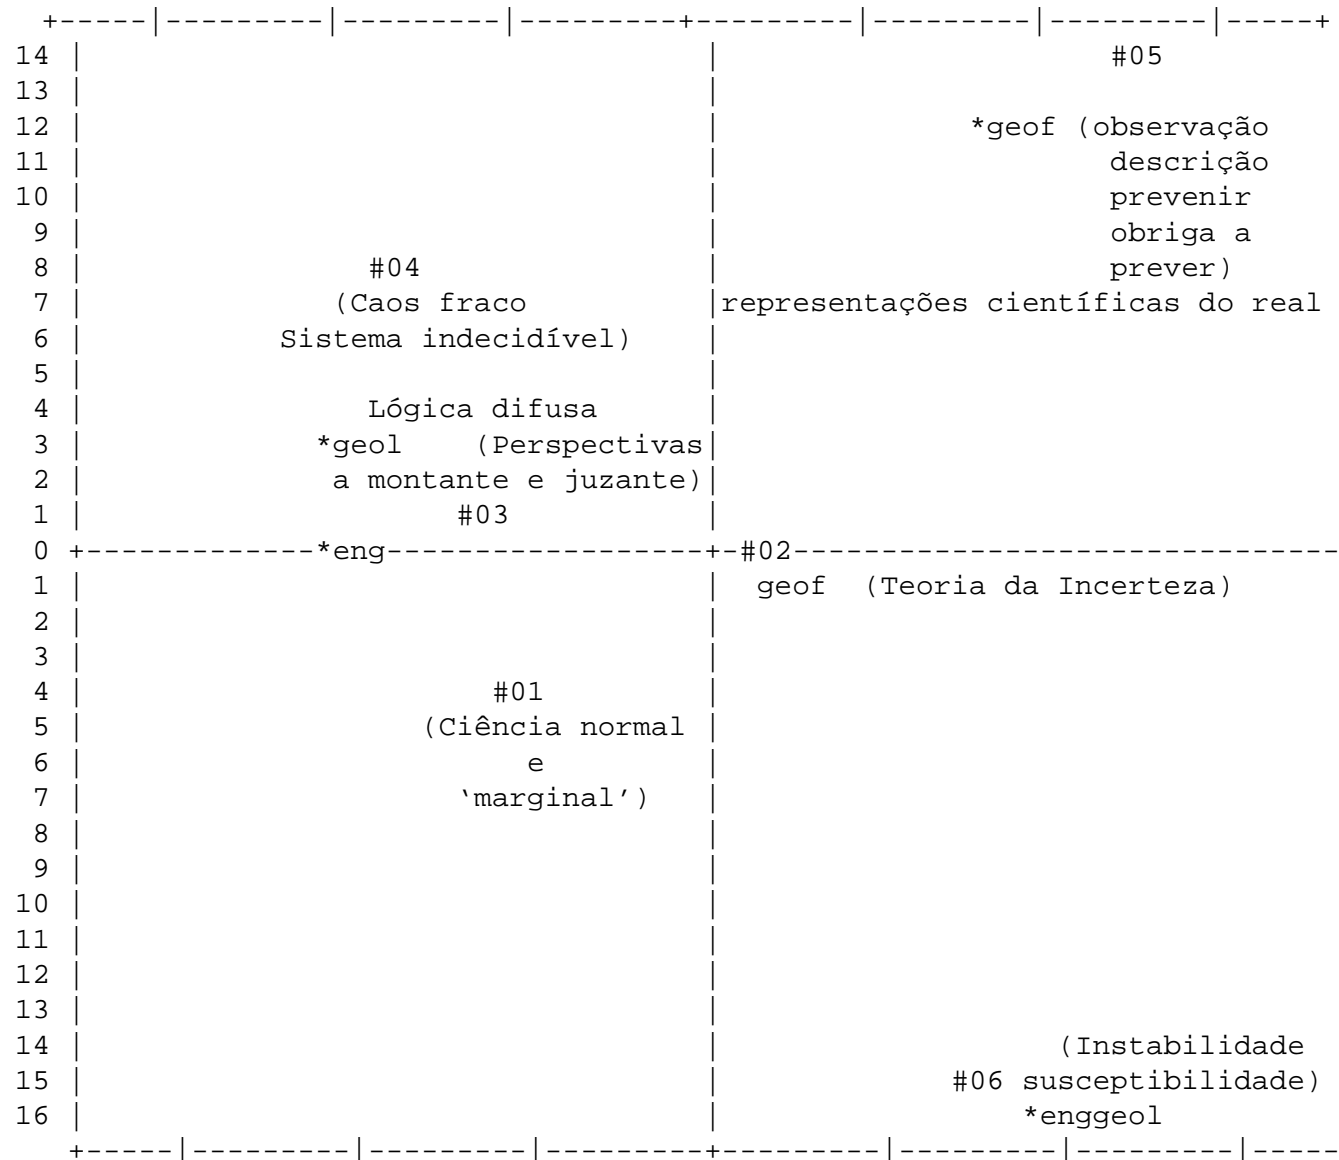 +-----|---------|---------|---------+---------|---------|---------|-----+
14 | | #05
13 | |
12 | | *geof (observação
11 | | descrição
10 | | prevenir
9 | | obriga a
8 | #04 | prever)
7 | (Caos fraco |representações científicas do real
6 | Sistema indecidível) |
5 | |
4 | Lógica difusa |
3 | *geol (Perspectivas|
2 | a montante e juzante)|
1 | #03 |
0 +-------------*eng------------------+-#02-------------------------------
1 | | geof (Teoria da Incerteza)
2 | |
3 | |
4 | #01 |
5 | (Ciência normal |
6 | e |
7 | ‘marginal’) |
8 | |
9 | |
10 | |
11 | |
12 | |
13 | |
14 | | (Instabilidade
15 | | #06 susceptibilidade)
16 | | *enggeol
+-----|---------|---------|---------+---------|---------|---------|-----